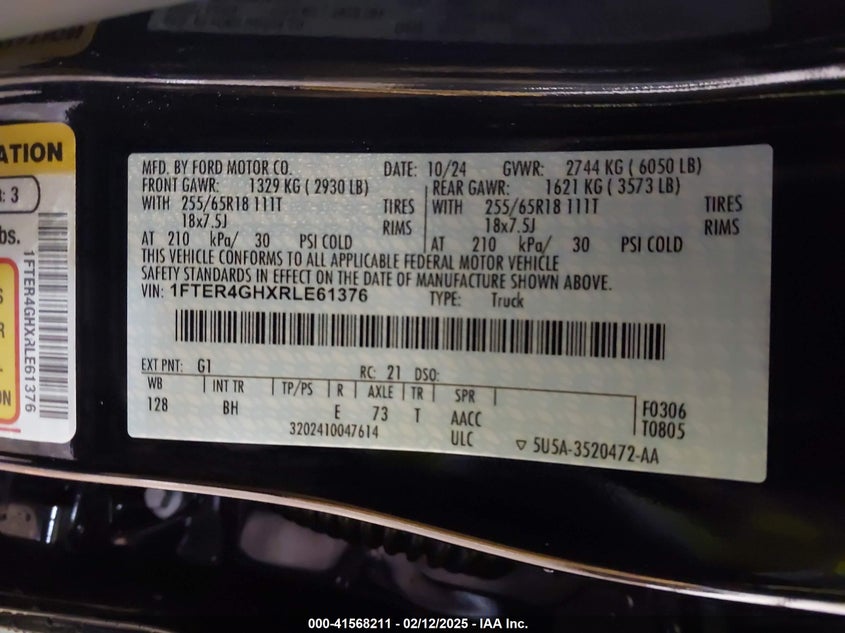 ATION
: 3
bs.
S
R
ON
1FTER4GHXRLE61376
MFD. BY FORD MOTOR CO. DATE: 10/24 GVWR: 2744 KG ( 6050 LB)
FRONT GAWR: 1329 KG ( 2930 LB) REAR GAWR: 1621 KG ( 3573 LB)
WITH 255/65R18 111T TIRES WITH 255/65R18 111T TIRES
18x7.5J RIMS 18x7.5J RIMS
AT 210 kPa/ 30 PSI COLD AT 210 kPa/ 30 PSI COLD
THIS VEHICLE CONFORMS TO ALL APPLICABLE FEDERAL MOTOR VEHICLE
SAFETY STANDARDS IN EFFECT ON THE DATE OF MANUFACTURE SHOWN ABOVE.
VIN: 1FTER4GHXRLE61376 TYPE: Truck
EXT PNT: G1 RC: 21 DSO:
WB INT TR TP/PS R AXLE TR SPR
128 BH E 73 T AACC F0306
3202410047614 ULC T0805
5U5A-3520472-AA
000-41568211 - 02/12/2025 - IAA Inc.